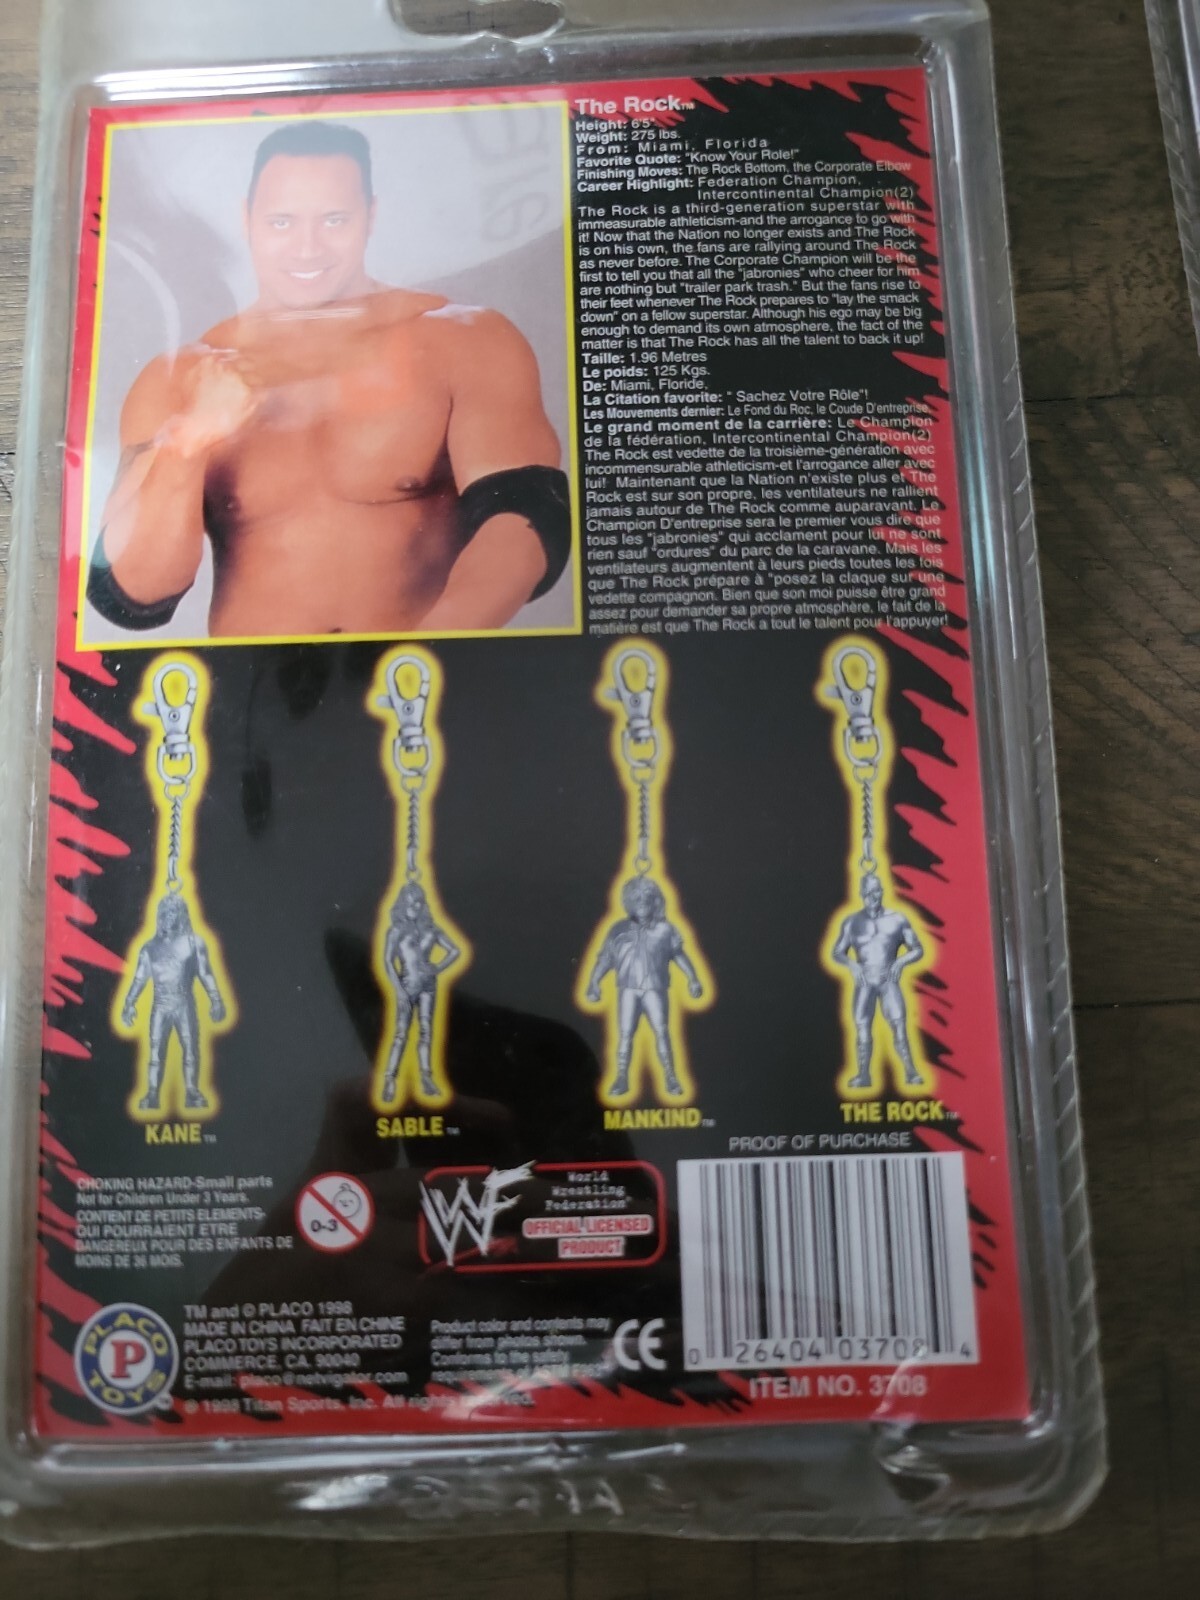 The Rock™
Height: 6'5"
Weight: 275 lbs.
From: Miami, Florida
Favorite Quote: "Know Your Role!"
Finishing Moves: The Rock Bottom, the Corporate Elbow
Career Highlight: Federation Champion,
Intercontinental Champion(2)
The Rock is a third-generation superstar with
immeasurable athleticism-and the arrogance to go with
it! Now that the Nation no longer exists and The Rock
is on his own, the fans are rallying around The Rock
as never before. The Corporate Champion will be the
first to tell you that all the "jabronies" who cheer for him
are nothing but "trailer park trash." But the fans rise to
their feet whenever The Rock prepares to "lay the smack
down" on a fellow superstar. Although his ego may be big
enough to demand its own atmosphere, the fact of the
matter is that The Rock has all the talent to back it up!
Taille: 1.96 Metres
Le poids: 125 Kgs.
De: Miami, Floride.
La Citation favorite: " Sachez Votre Rôle"!
Les Mouvements dernier: Le Fond du Roc, le Coude D'entreprise.
Le grand moment de la carrière: Le Champion
de la fédération, Intercontinental Champion(2)
The Rock est vedette de la troisième-génération avec
incommensurable athleticism-et l'arrogance aller avec
lui! Maintenant que la Nation n'existe plus et The
Rock est sur son propre, les ventilateurs ne rallient
jamais autour de The Rock comme auparavant. Le
Champion D'entreprise sera le premier vous dire que
tous les "jabronies" qui acclament pour lui ne sont
rien sauf "ordures" du parc de la caravane. Mais les
ventilateurs augmentent à leurs pieds toutes les fois
que The Rock prépare à "posez la claque sur une
vedette compagnon. Bien que son moi puisse être grand
assez pour demander sa propre atmosphère, le fait de la
matière est que The Rock a tout le talent pour l'appuyer!
KANE™
SABLE™
MANKIND™
THE ROCK™
PROOF OF PURCHASE
CHOKING HAZARD-Small parts
Not for Children Under 3 Years.
CONTIENT DE PETITS ELEMENTS-
QUI POURRAIENT ETRE
DANGEREUX POUR DES ENFANTS DE
MOINS DE 36 MOIS.
0-3
WF
World
Wrestling
Federation
OFFICIAL LICENSED
PRODUCT
PLACO
P
TOYS
TM and © PLACO 1998
MADE IN CHINA FAIT EN CHINE
PLACO TOYS INCORPORATED
COMMERCE, CA. 90040
E-mail: placo@netvigator.com
© 1998 Titan Sports, Inc. All rights reserved.
Product color and contents may
differ from photos shown.
Conforms to the safety
requirements of
CE
0 26404 03708 4
ITEM NO. 3708